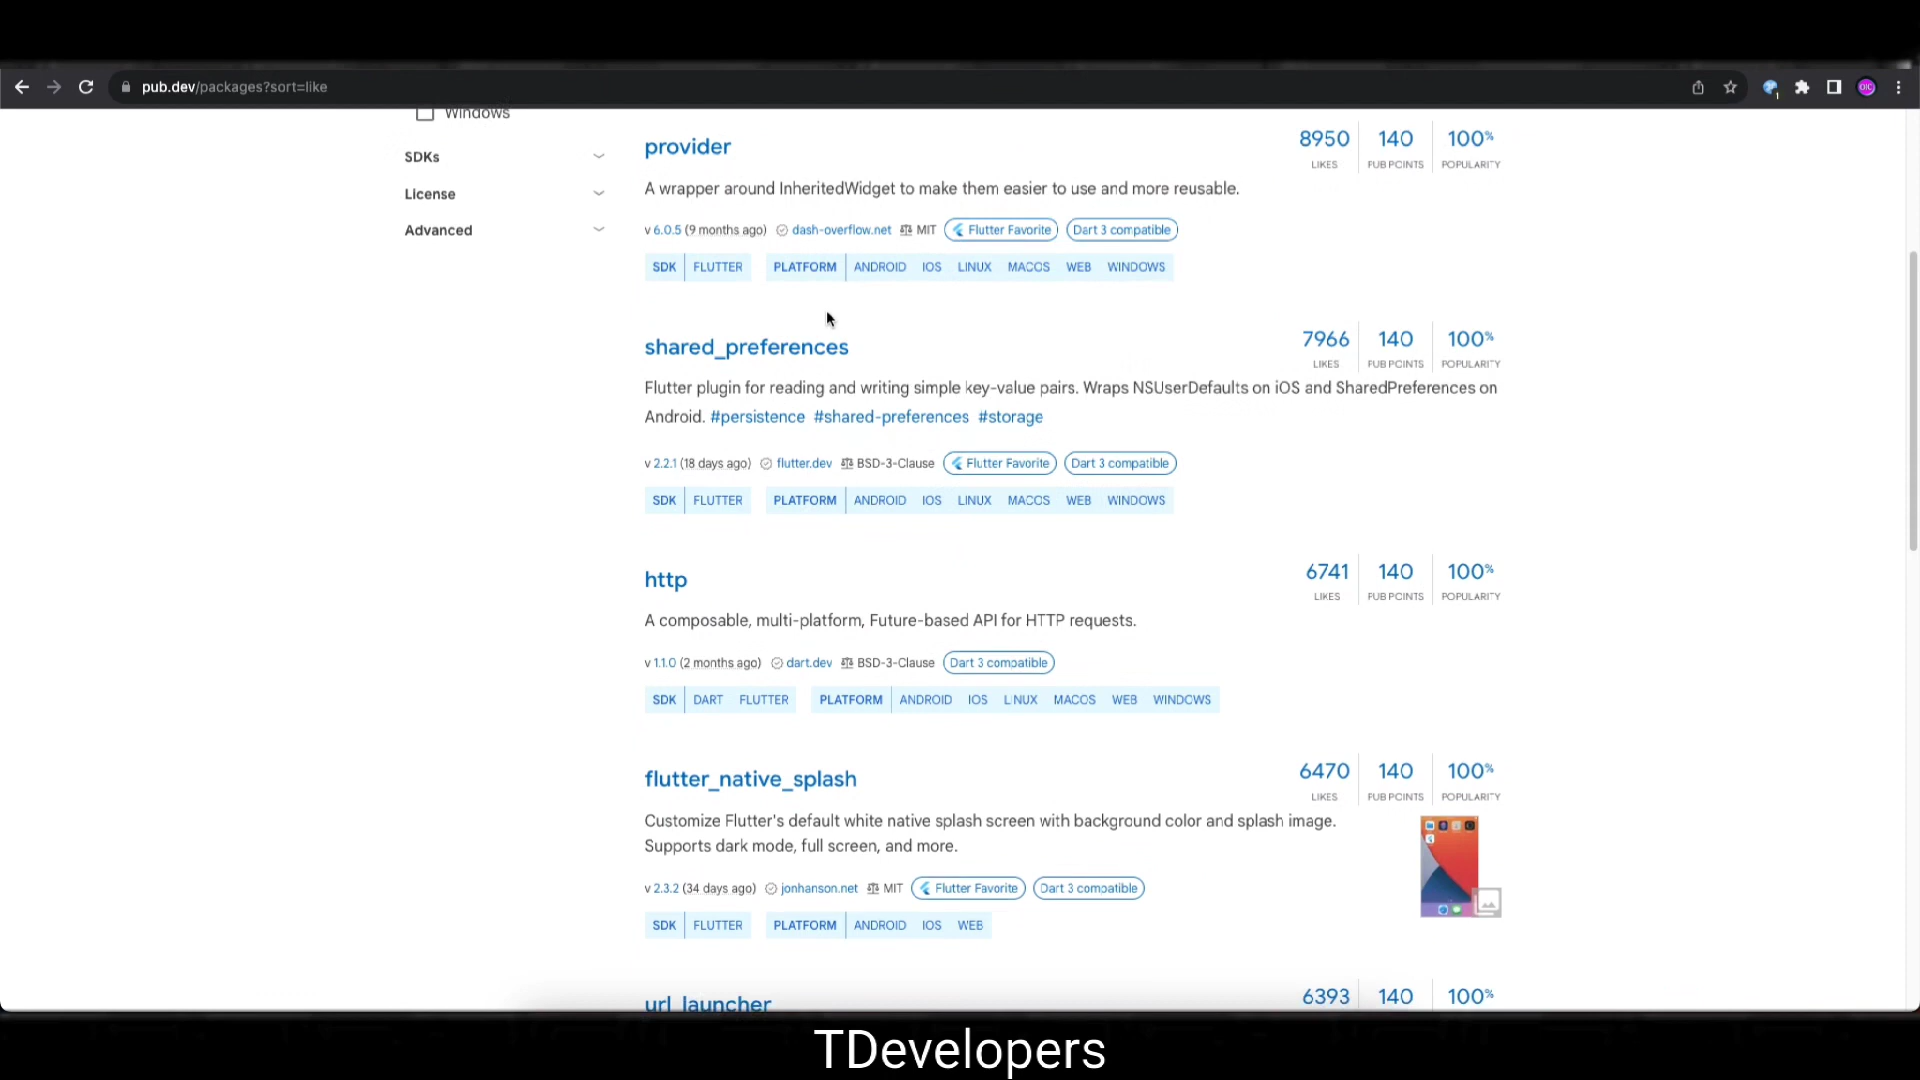 pub.dev/packages?sort=like
Windows
SDKs
License
Advanced
provider
8950 140 100%
LIKES PUB POINTS POPULARITY
A wrapper around InheritedWidget to make them easier to use and more reusable.
v 6.0.5 (9 months ago) dash-overflow.net MIT Flutter Favorite Dart 3 compatible
SDK FLUTTER PLATFORM ANDROID IOS LINUX MACOS WEB WINDOWS
shared_preferences
7966 140 100%
LIKES PUB POINTS POPULARITY
Flutter plugin for reading and writing simple key-value pairs. Wraps NSUserDefaults on iOS and SharedPreferences on
Android. #persistence #shared-preferences #storage
v 2.2.1 (18 days ago) flutter.dev BSD-3-Clause Flutter Favorite Dart 3 compatible
SDK FLUTTER PLATFORM ANDROID IOS LINUX MACOS WEB WINDOWS
http
6741 140 100%
LIKES PUB POINTS POPULARITY
A composable, multi-platform, Future-based API for HTTP requests.
v 1.1.0 (2 months ago) dart.dev BSD-3-Clause Dart 3 compatible
SDK DART FLUTTER PLATFORM ANDROID IOS LINUX MACOS WEB WINDOWS
flutter_native_splash
6470 140 100%
LIKES PUB POINTS POPULARITY
Customize Flutter's default white native splash screen with background color and splash image.
Supports dark mode, full screen, and more.
v 2.3.2 (34 days ago) jonhanson.net MIT Flutter Favorite Dart 3 compatible
SDK FLUTTER PLATFORM ANDROID IOS WEB
url_launcher
6393 140 100%
TDevelopers